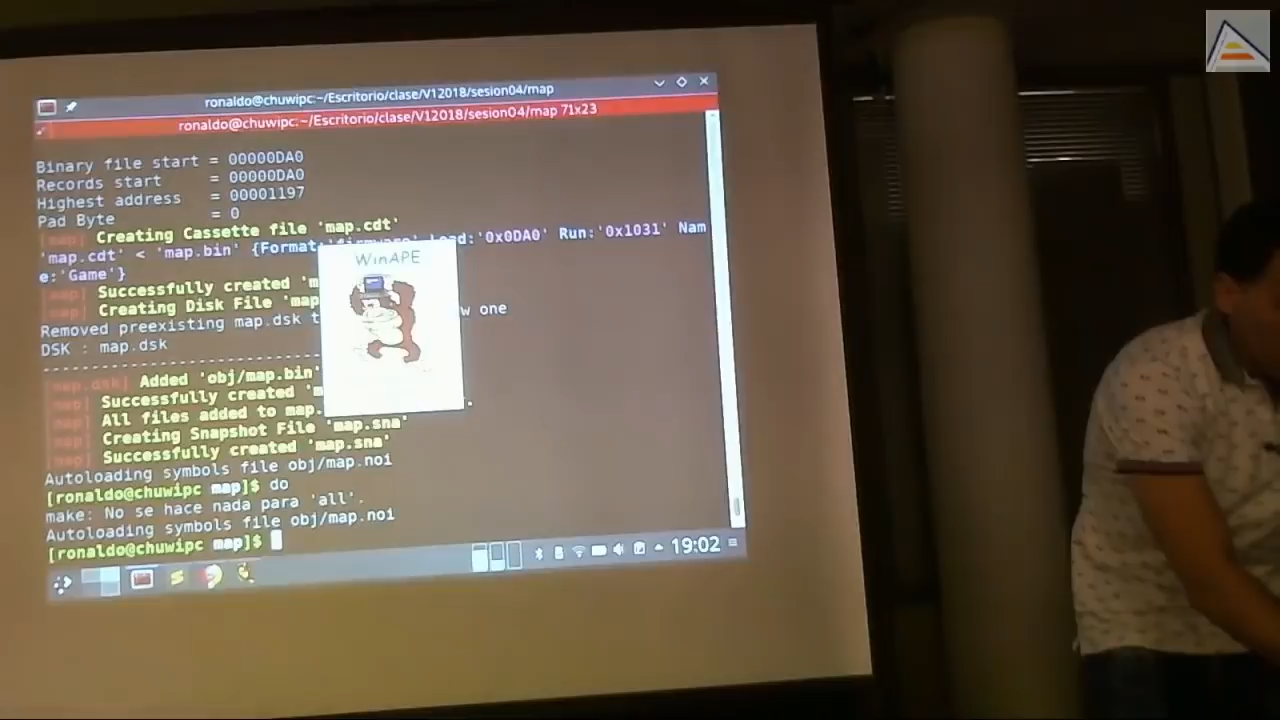 ronaldo@chuwipc:~/Escritorio/clase/V12018/sesion04/map
ronaldo@chuwipc:~/Escritorio/clase/V12018/sesion04/map 71x23
Binary file start = 00000DA0
Records start = 00000DA0
Highest address = 00001197
Pad Byte = 0
[map] Creating Cassette file 'map.cdt'
'map.cdt' < 'map.bin' {Format:'firmware' Load:'0x0DA0' Run:'0x1031' Nam
e:'Game'}
[map] Successfully created 'm
[map] Creating Disk File 'map
Removed preexisting map.dsk t w one
DSK : map.dsk
[map.dsk] Added 'obj/map.bin'
[map] Successfully created 'm
[map] All files added to map.
[map] Creating Snapshot File 'map.sna'
[map] Successfully created 'map.sna'
Autoloading symbols file obj/map.noi
[ronaldo@chuwipc map]$ do
make: No se hace nada para 'all'.
Autoloading symbols file obj/map.noi
[ronaldo@chuwipc map]$
WinAPE
19:02